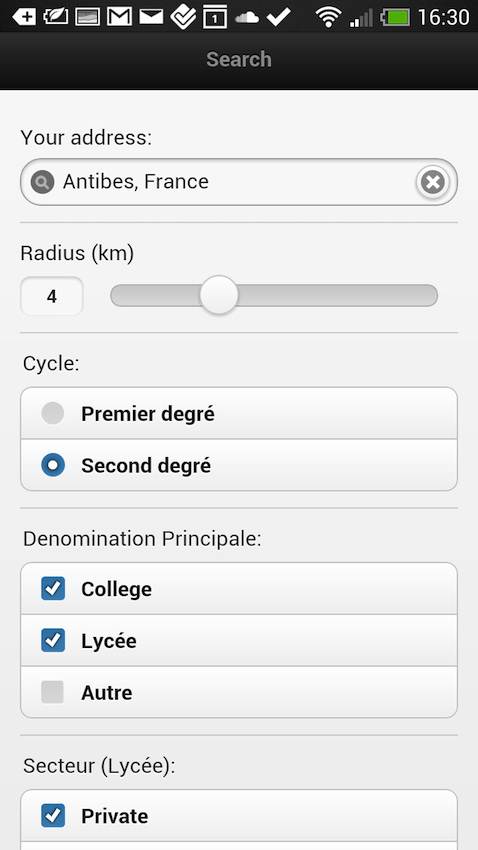 1
16:30
Search
Your address:
Antibes, France
Radius (km)
4
Cycle:
Premier degré
Second degré
Denomination Principale:
College
Lycée
Autre
Secteur (Lycée):
Private